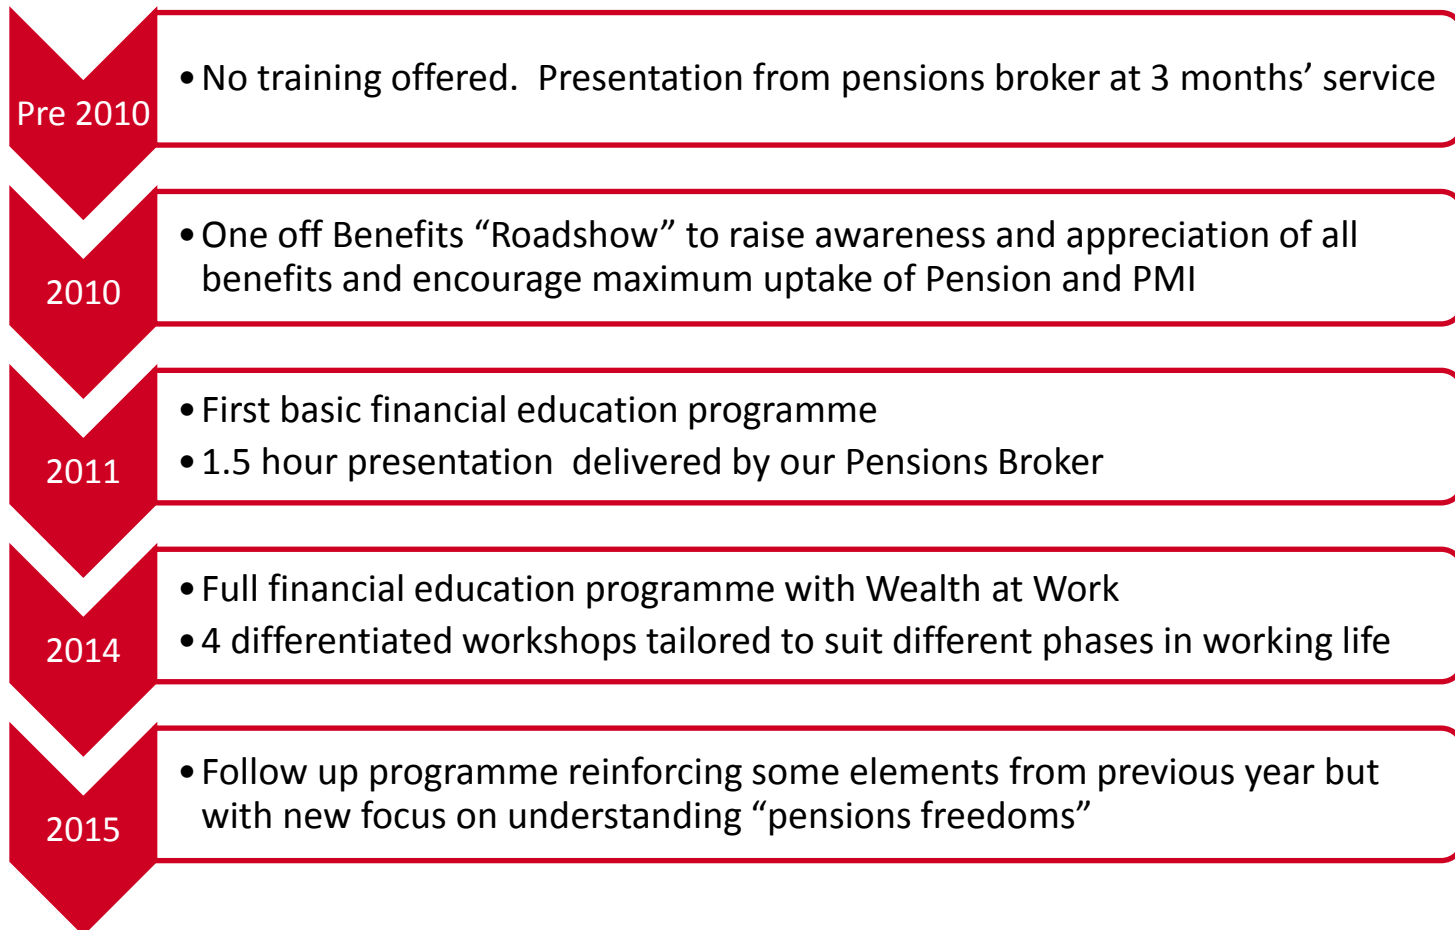 Pre 2010
• No training offered.  Presentation from pensions broker at 3 months’ service
2010
• One off Benefits “Roadshow” to raise awareness and appreciation of all
benefits and encourage maximum uptake of Pension and PMI
2011
• First basic financial education programme
• 1.5 hour presentation  delivered by our Pensions Broker
2014
• Full financial education programme with Wealth at Work
• 4 differentiated workshops tailored to suit different phases in working life
2015
• Follow up programme reinforcing some elements from previous year but
with new focus on understanding “pensions freedoms”